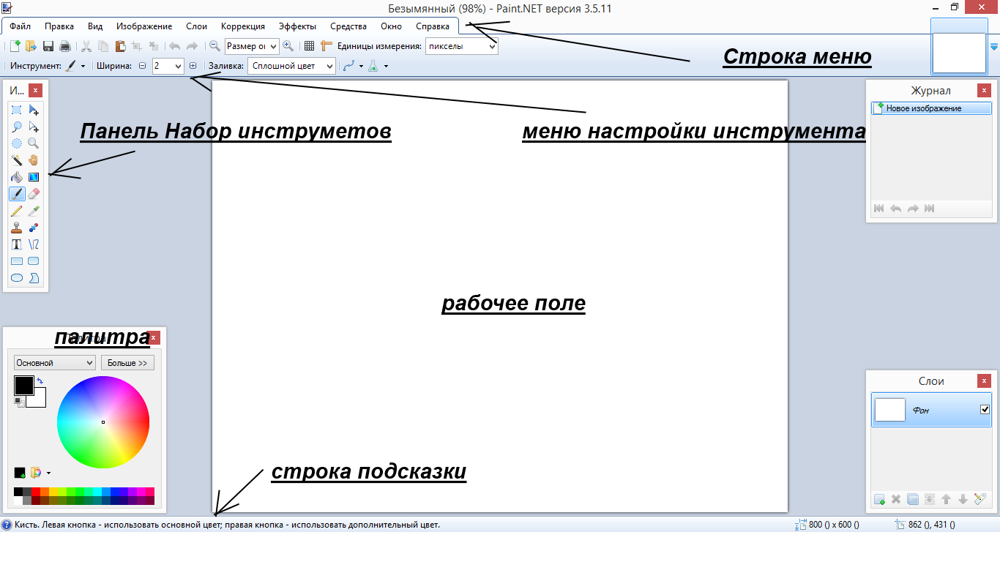 Безымянный (98%) - Paint.NET версия 3.5.11
Файл Правка Вид Изображение Слои Коррекция Эффекты Средства Окно Справка
Размер о Единицы измерения: пикселы
Строка меню
Инструмент: Ширина: 2 Заливка: Сплошной цвет
И... Журнал
Новое изображение
Панель Набор инструметов меню настройки инструмента
рабочее поле
палитра
Основной Больше >>
Слои
Фон
строка подсказки
Кисть. Левая кнопка - использовать основной цвет; правая кнопка - использовать дополнительный цвет. 800 () x 600 () 862 (), 431 ()